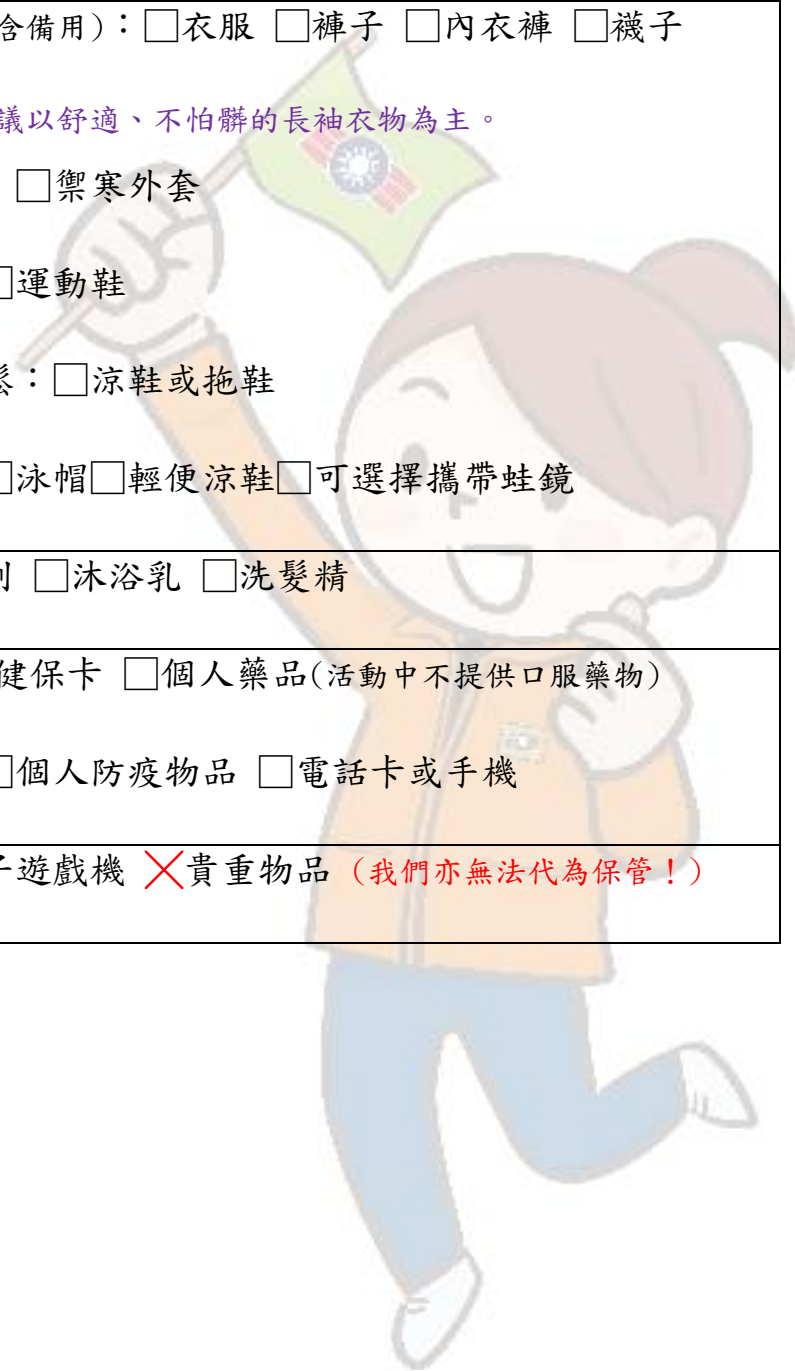 含備用)：□衣服 □褲子 □內衣褲 □襪子
議以舒適、不怕髒的長袖衣物為主。
□禦寒外套
□運動鞋
：□涼鞋或拖鞋
□泳帽□輕便涼鞋□可選擇攜帶蛙鏡
□沐浴乳 □洗髮精
健保卡 □個人藥品(活動中不提供口服藥物)
□個人防疫物品 □電話卡或手機
子遊戲機 ╳貴重物品（我們亦無法代為保管！）